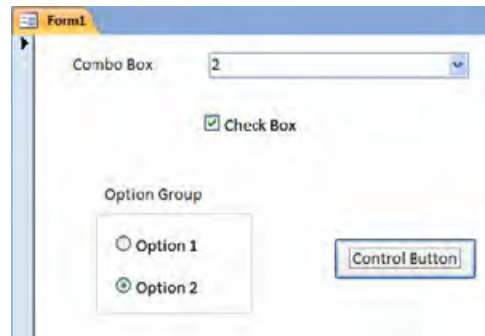 Form1
Combo Box 2
Check Box
Option Group
Option 1
Control Button
Option 2